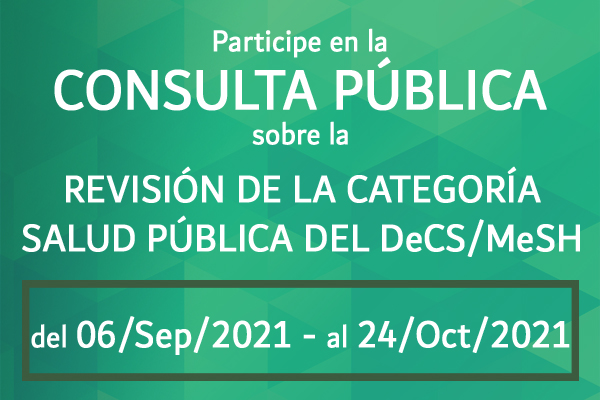 Participe en la
CONSULTA PÚBLICA
sobre la
REVISIÓN DE LA CATEGORÍA
SALUD PÚBLICA DEL DeCS/MeSH
del 06/Sep/2021 - al 24/Oct/2021